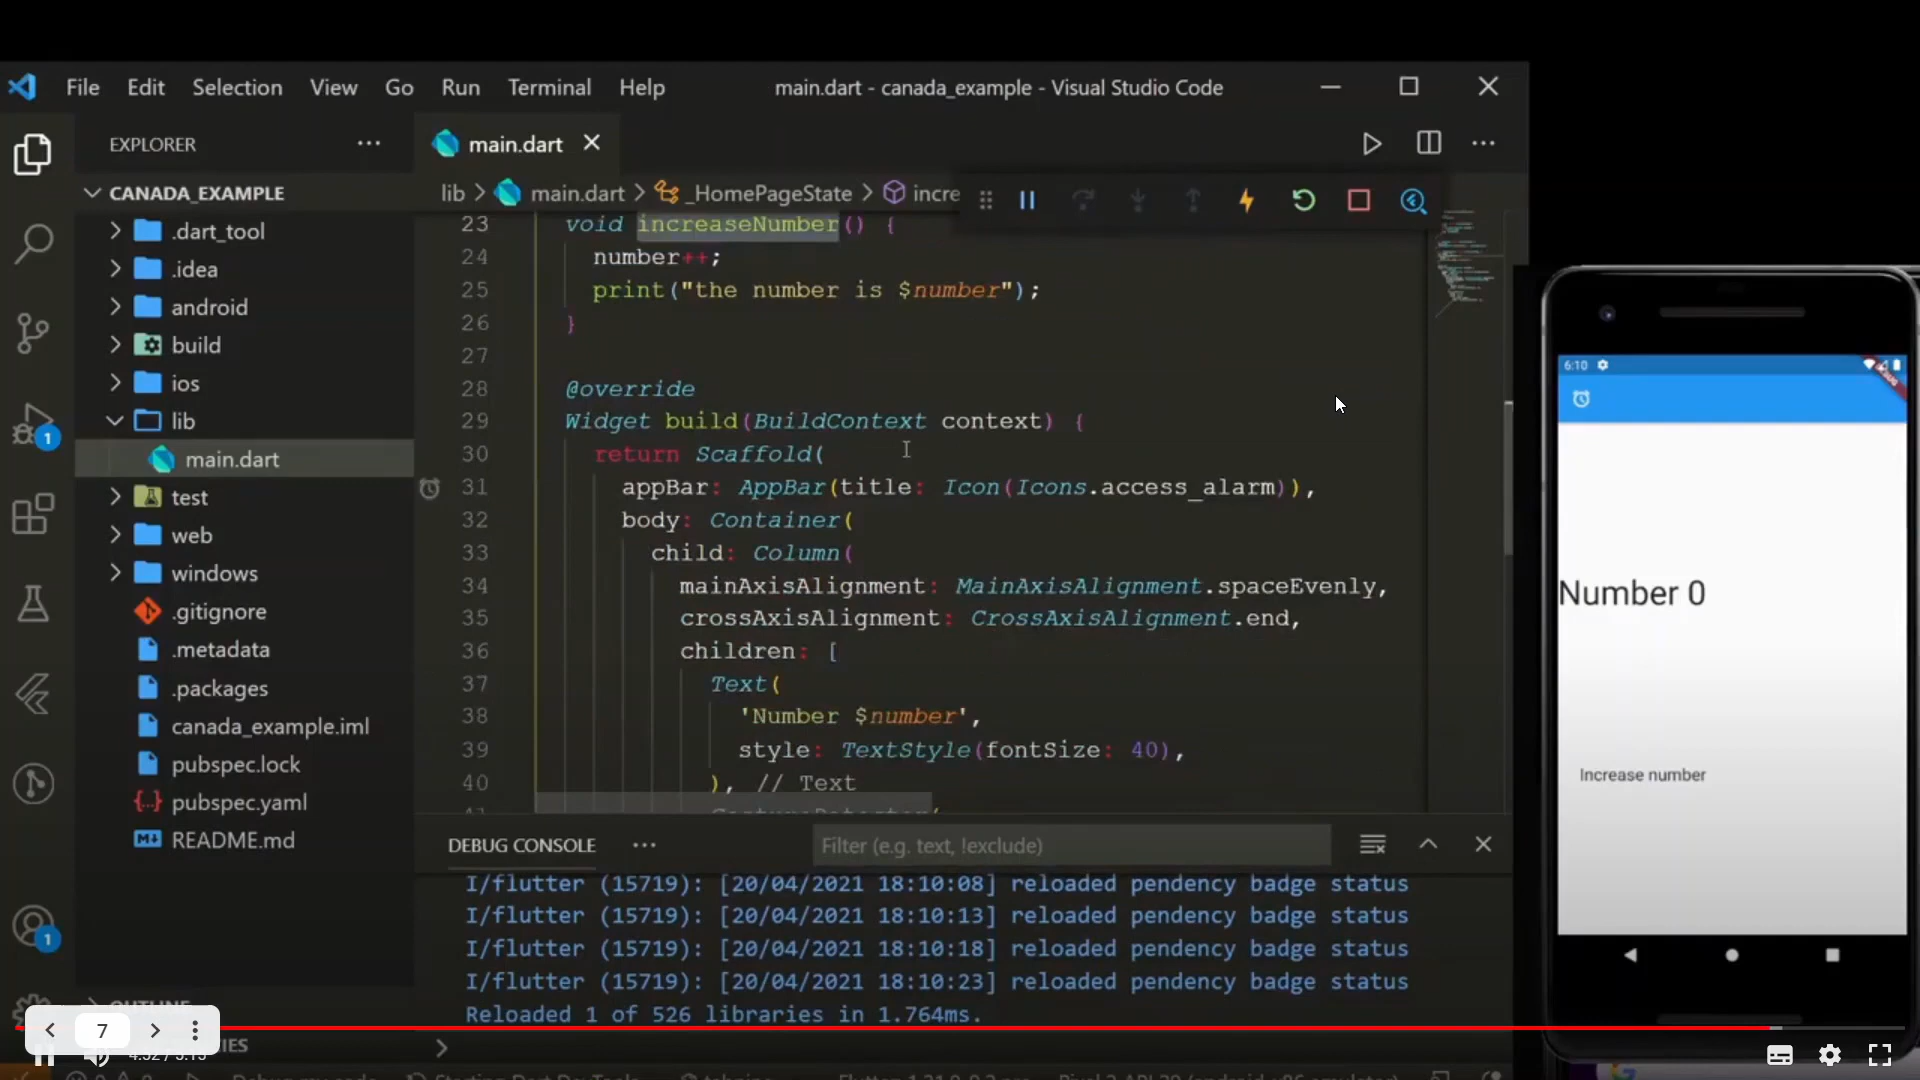 File Edit Selection View Go Run Terminal Help main.dart - canada_example - Visual Studio Code
EXPLORER
main.dart
CANADA_EXAMPLE
lib > main.dart > _HomePageState > incre
.dart_tool
.idea
android
build
ios
lib
main.dart
test
web
windows
.gitignore
.metadata
.packages
canada_example.iml
pubspec.lock
pubspec.yaml
README.md
OUTLINE
23 void increaseNumber() {
24 number++;
25 print("the number is $number");
26 }
27
28 @override
29 Widget build(BuildContext context) {
30 return Scaffold(
31 appBar: AppBar(title: Icon(Icons.access_alarm)),
32 body: Container(
33 child: Column(
34 mainAxisAlignment: MainAxisAlignment.spaceEvenly,
35 crossAxisAlignment: CrossAxisAlignment.end,
36 children: [
37 Text(
38 'Number $number',
39 style: TextStyle(fontSize: 40),
40 ), // Text
DEBUG CONSOLE
Filter (e.g. text, !exclude)
I/flutter (15719): [20/04/2021 18:10:08] reloaded pendency badge status
I/flutter (15719): [20/04/2021 18:10:13] reloaded pendency badge status
I/flutter (15719): [20/04/2021 18:10:18] reloaded pendency badge status
I/flutter (15719): [20/04/2021 18:10:23] reloaded pendency badge status
Reloaded 1 of 526 libraries in 1.764ms.
1
1
7
6:10
Number 0
Increase number